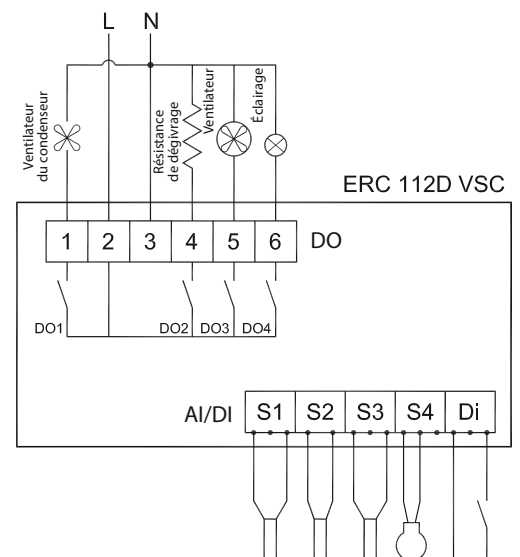 L N
Ventilateur
du condenseur
Résistance
de dégivrage
Ventilateur
Éclairage
ERC 112D VSC
1 2 3 4 5 6 DO
DO1 DO2 DO3 DO4
AI/DI S1 S2 S3 S4 Di